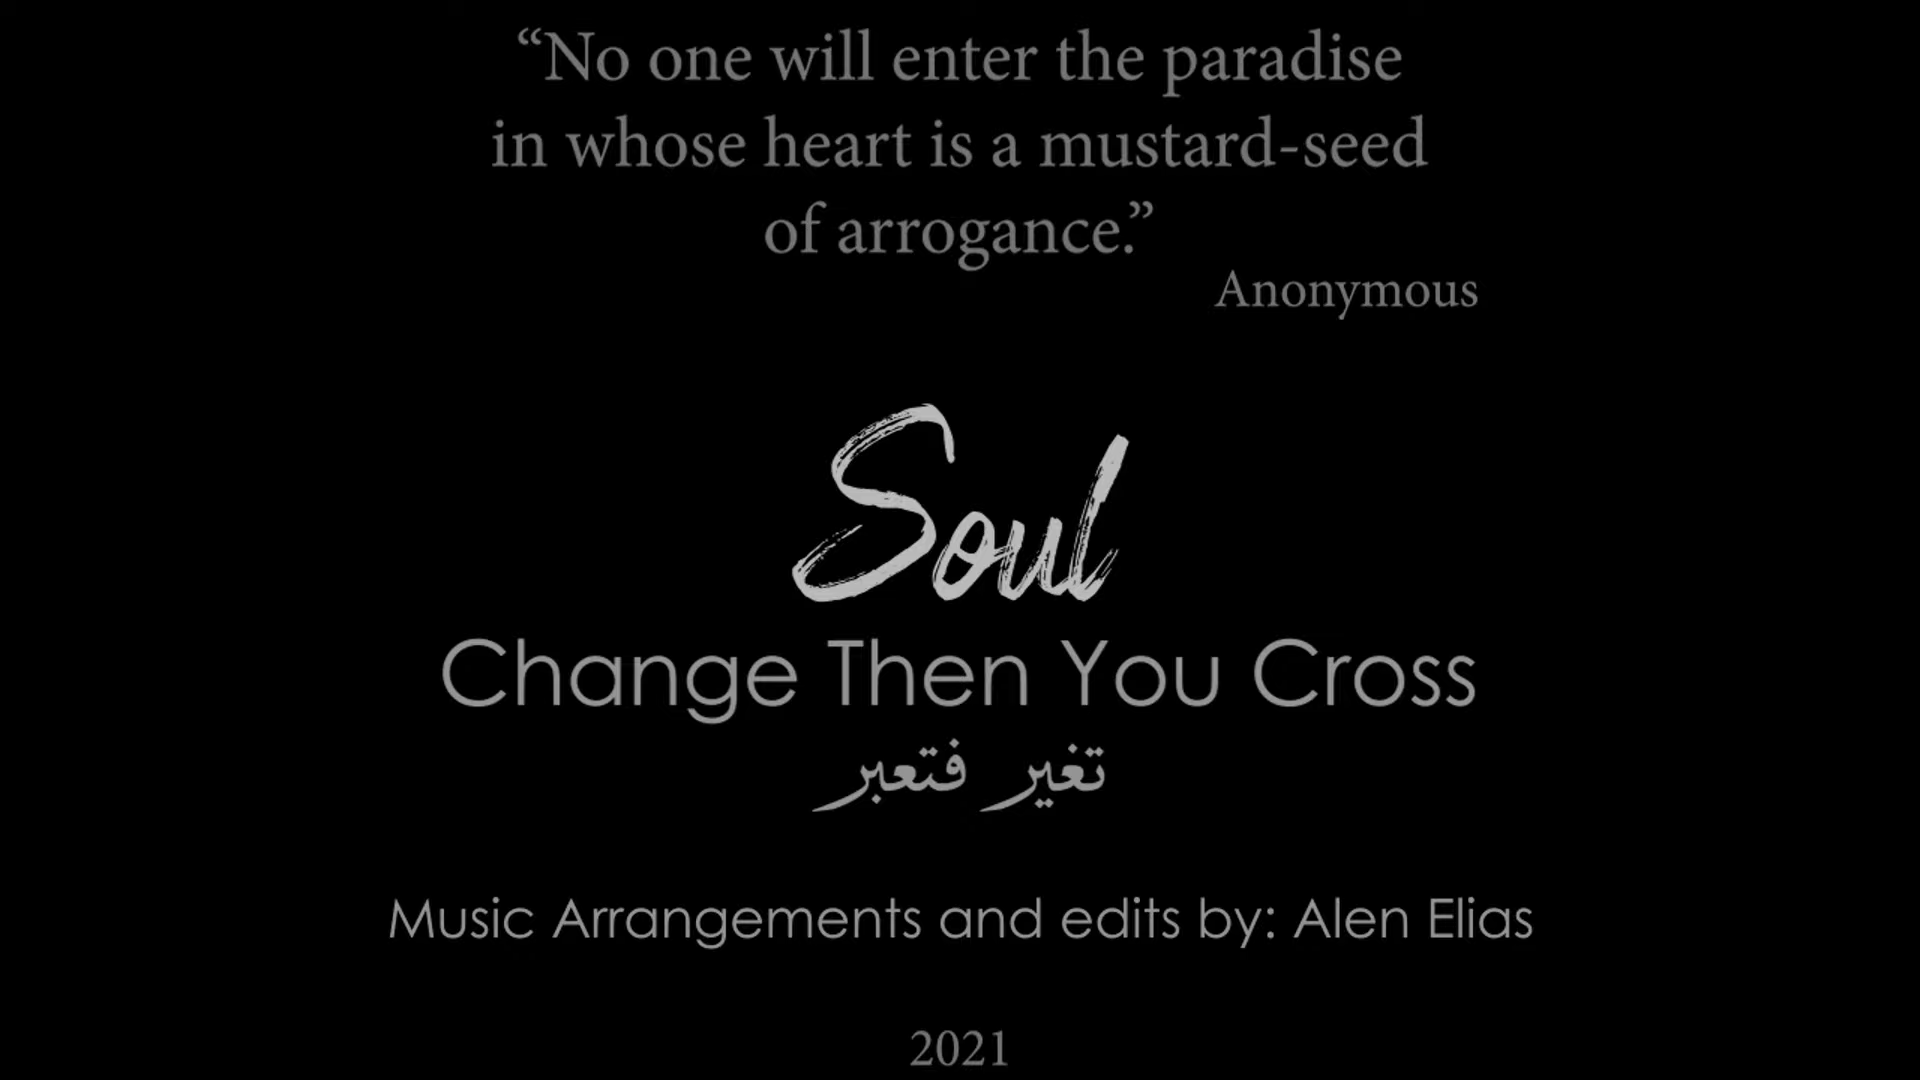 “No one will enter the paradise
in whose heart is a mustard-seed
of arrogance.”
Anonymous
Soul
Change Then You Cross
تغير فتعبر
Music Arrangements and edits by: Alen Elias
2021